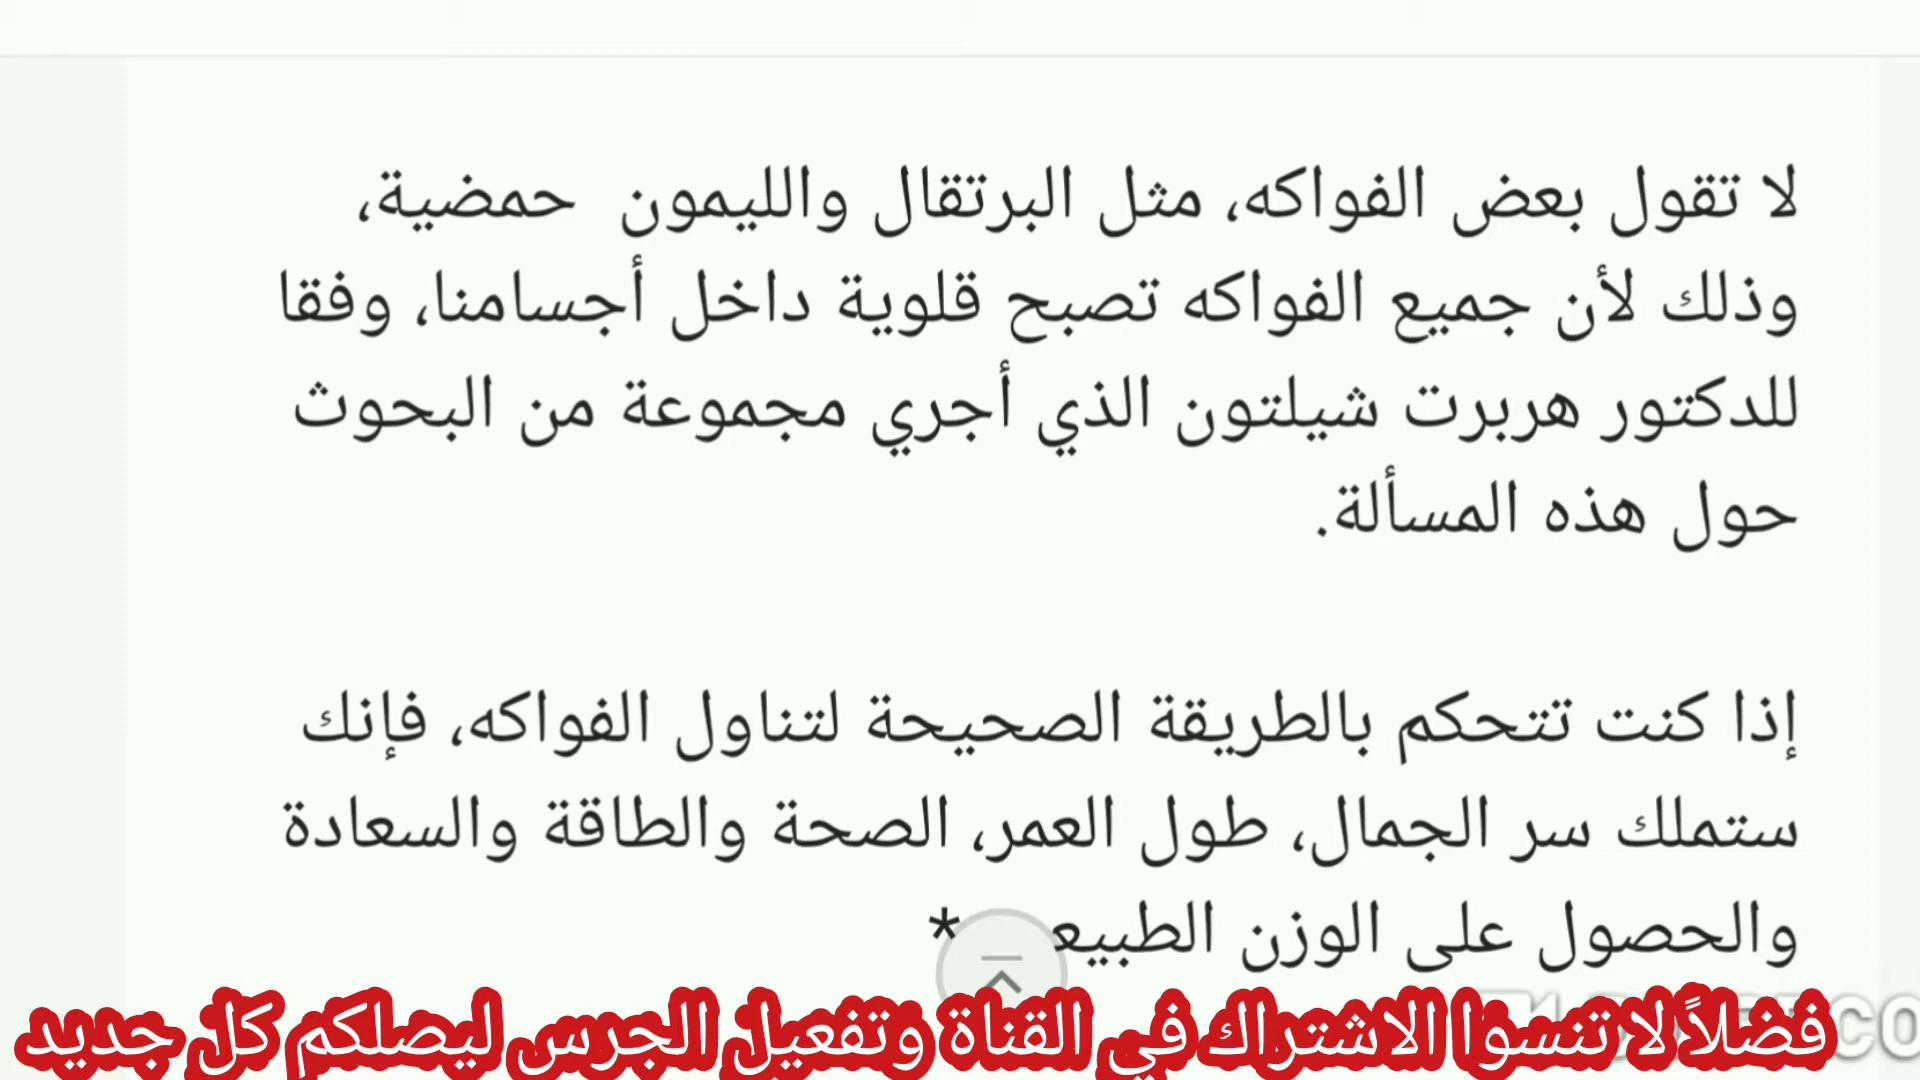 لا تقول بعض الفواكه، مثل البرتقال والليمون حمضية،
وذلك لأن جميع الفواكه تصبح قلوية داخل أجسامنا، وفقا
للدكتور هربرت شيلتون الذي أجري مجموعة من البحوث
حول هذه المسألة.
إذا كنت تتحكم بالطريقة الصحيحة لتناول الفواكه، فإنك
ستملك سر الجمال، طول العمر، الصحة والطاقة والسعادة
والحصول على الوزن *
فضلاً لا تنسوا الاشتراك في القناة وتفعيل الجرس ليصلكم كل جديد